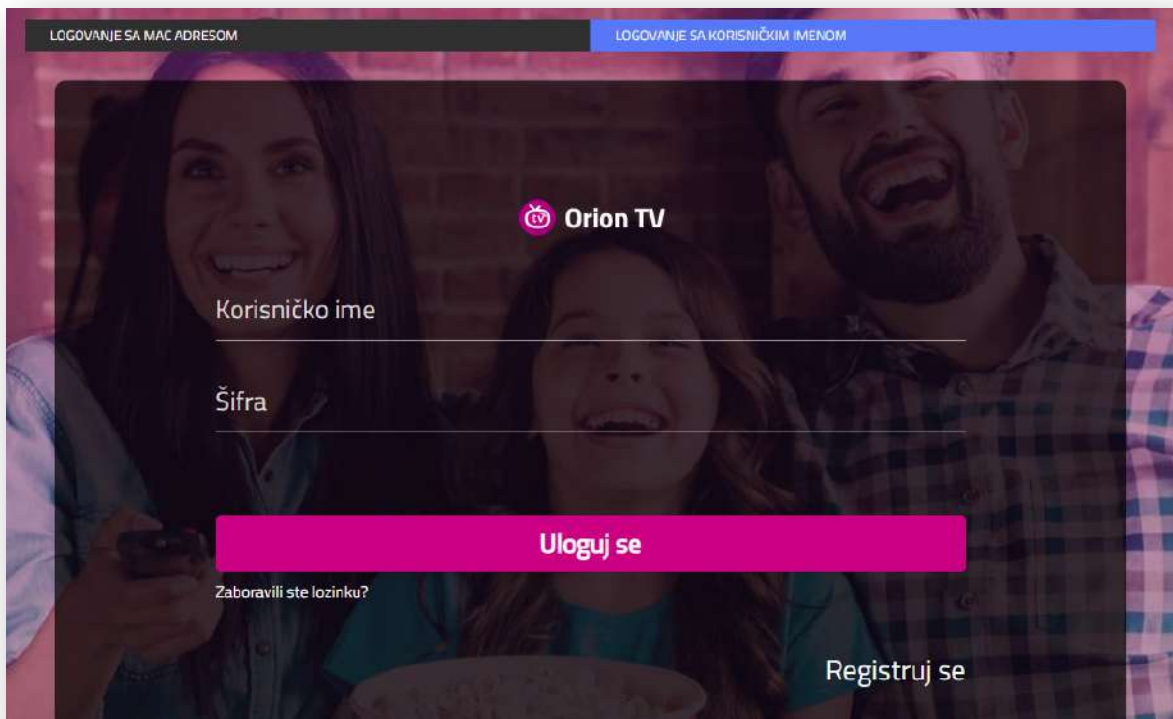 LOGOVANJE SA MAC ADRESOM
LOGOVANJE SA KORISNIČKIM IMENOM
tv Orion TV
Korisničko ime
Šifra
Uloguj se
Zaboravili ste lozinku?
Registruj se